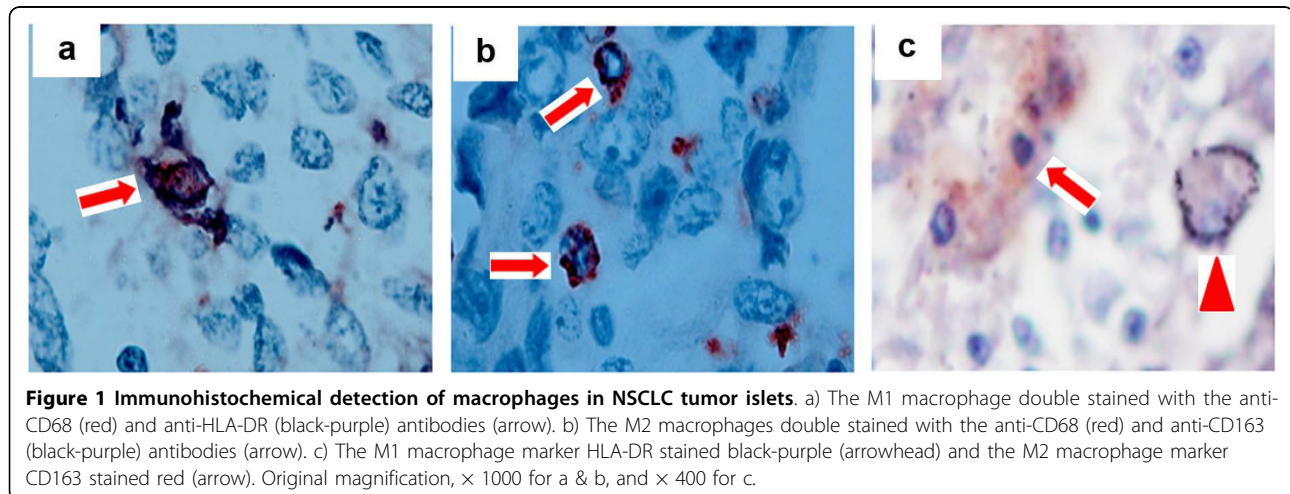 a
b
c
Figure 1 Immunohistochemical detection of macrophages in NSCLC tumor islets. a) The M1 macrophage double stained with the anti-
CD68 (red) and anti-HLA-DR (black-purple) antibodies (arrow). b) The M2 macrophages double stained with the anti-CD68 (red) and anti-CD163
(black-purple) antibodies (arrow). c) The M1 macrophage marker HLA-DR stained black-purple (arrowhead) and the M2 macrophage marker
CD163 stained red (arrow). Original magnification, × 1000 for a & b, and × 400 for c.